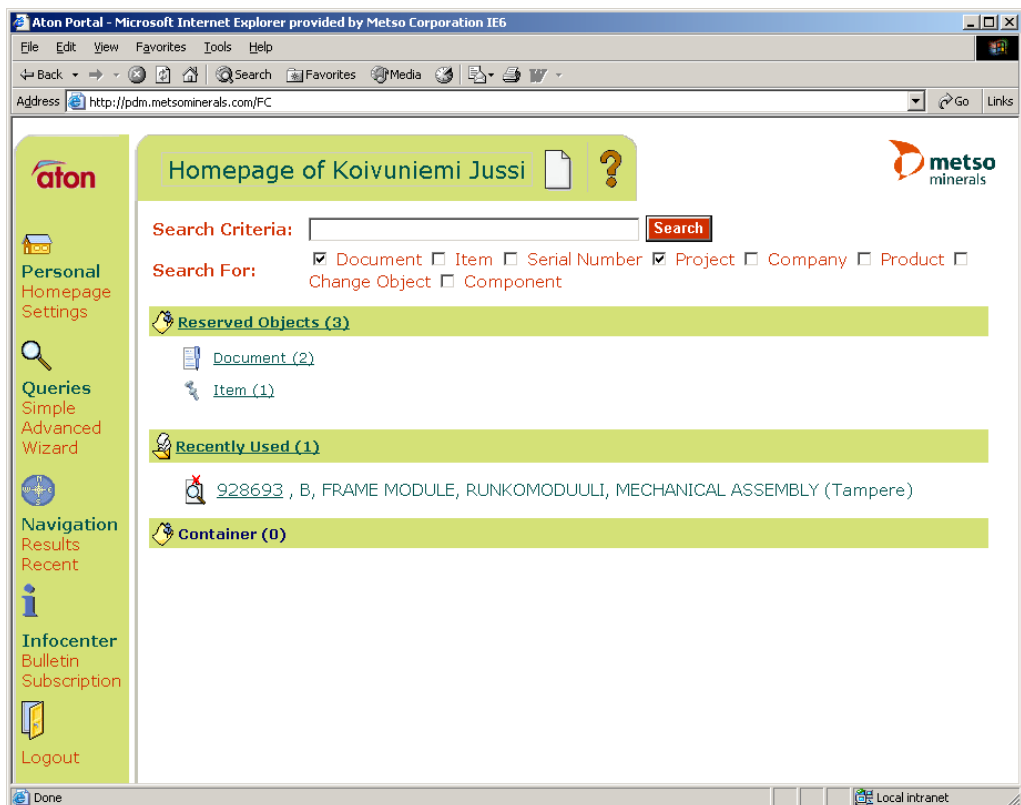 Aton Portal - Microsoft Internet Explorer provided by Metso Corporation IE6
File Edit View Favorites Tools Help
Back Search Favorites Media
Address http://pdm.metsominerals.com/FC Go Links
aton
Homepage of Koivuniemi Jussi
metso
minerals
Search Criteria: Search
Search For: Document Item Serial Number Project Company Product
Change Object Component
Personal
Homepage
Settings
Queries
Simple
Advanced
Wizard
Navigation
Results
Recent
Infocenter
Bulletin
Subscription
Logout
Reserved Objects (3)
Document (2)
Item (1)
Recently Used (1)
928693 , B, FRAME MODULE, RUNKOMODUULI, MECHANICAL ASSEMBLY (Tampere)
Container (0)
Done Local intranet